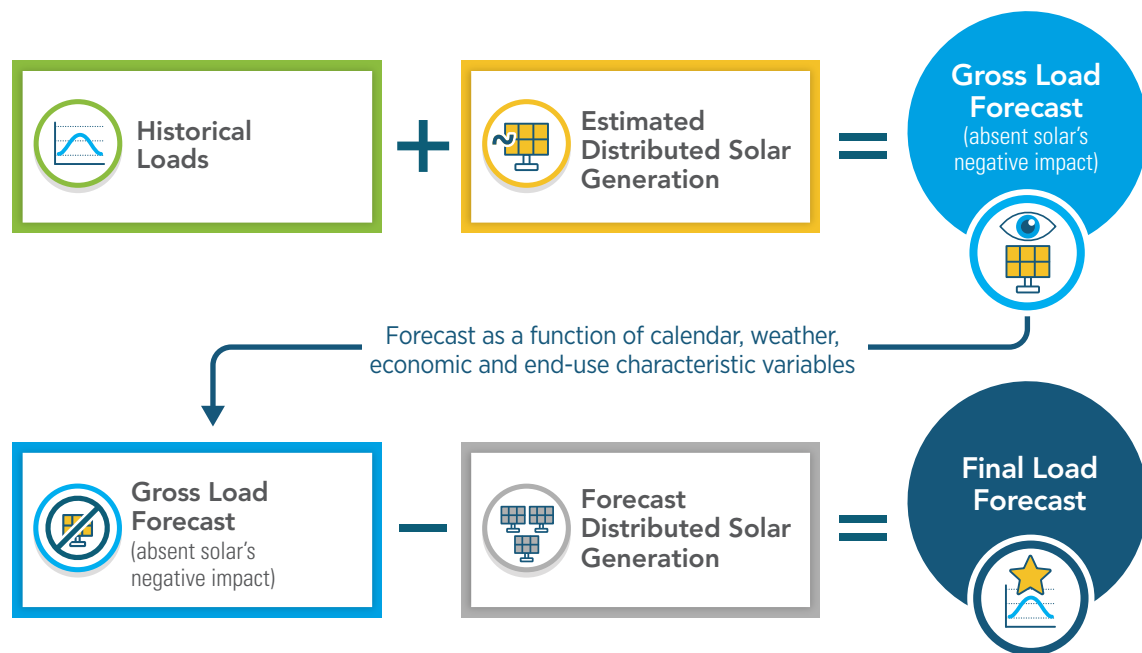 Historical
Loads
Estimated
Distributed Solar
Generation
Gross Load
Forecast
(absent solar's
negative impact)
Forecast as a function of calendar, weather,
economic and end-use characteristic variables
Gross Load
Forecast
(absent solar's
negative impact)
Forecast
Distributed Solar
Generation
Final Load
Forecast